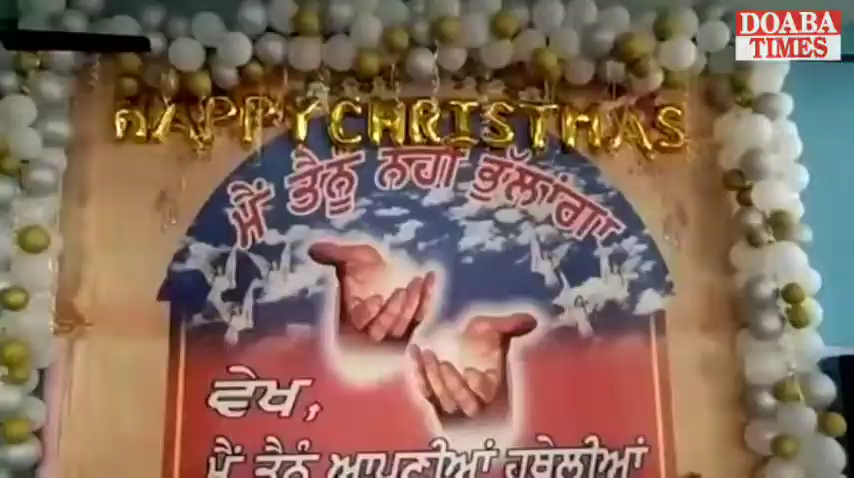 DOABA
TIMES
HAPPY CHRISTMAS
ਮੈਂ ਤੈਨੂੰ ਨਹੀਂ ਭੁੱਲਾਂਗਾ
ਵੇਖ,
ਮੈਂ ਤੈਨੂੰ ਆਪਣੀਆਂ ਹਥੇਲੀਆਂ